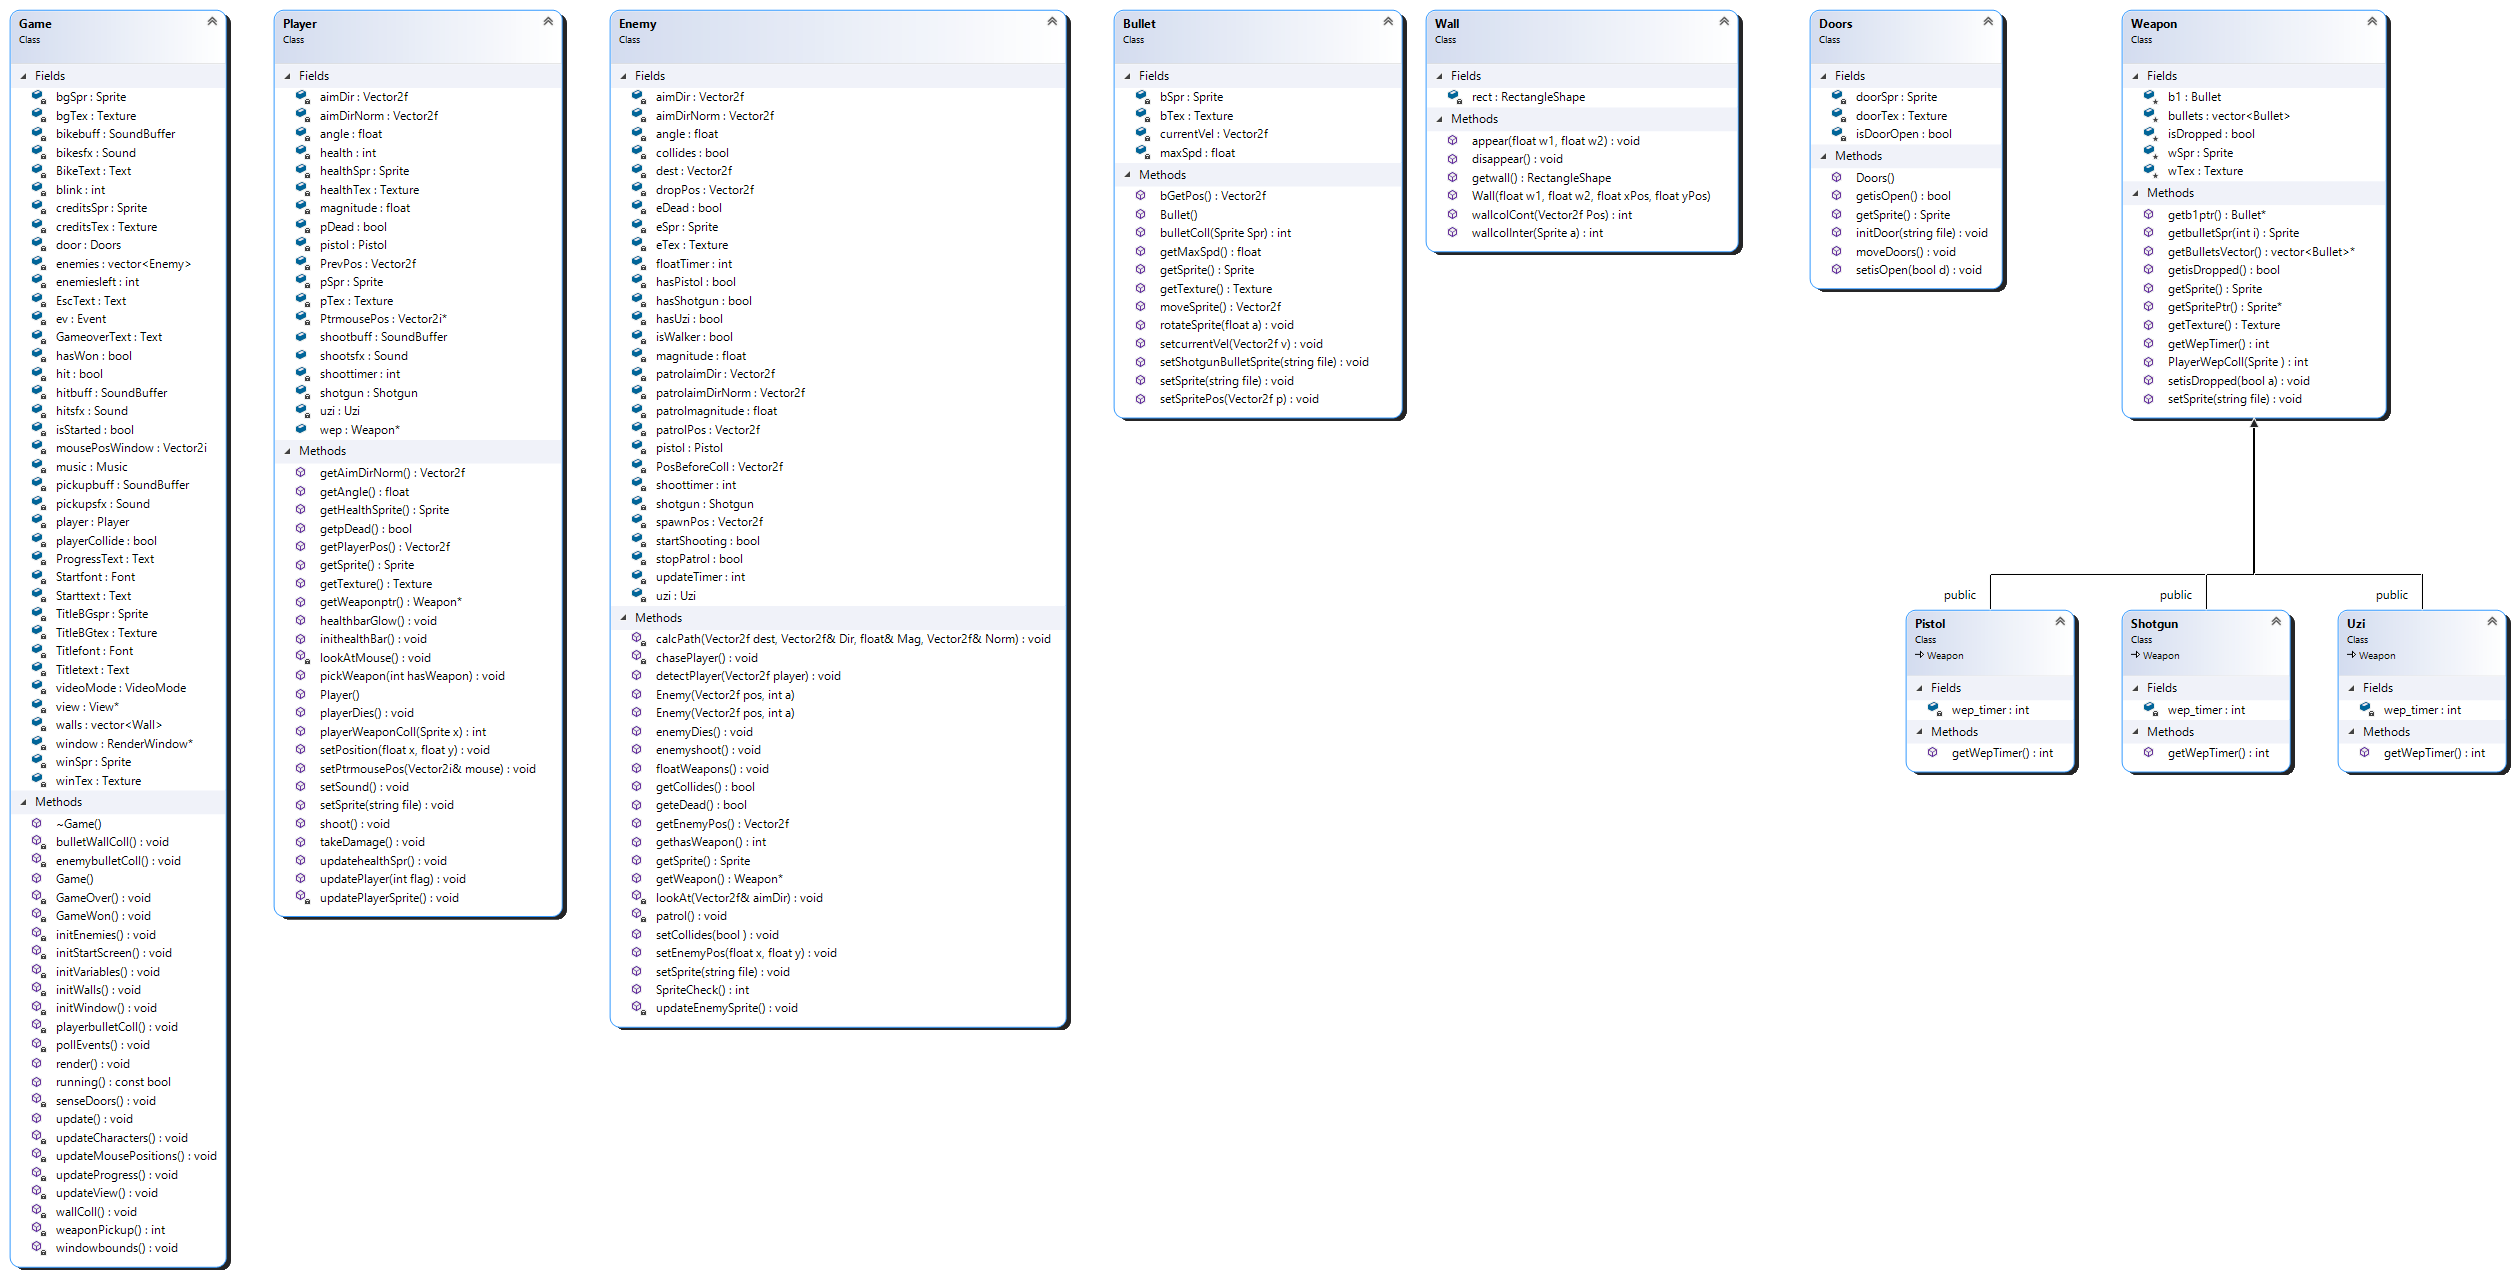 Game
Class
Fields
bgSpr : Sprite
bgTex : Texture
bikebuff : SoundBuffer
bikesfx : Sound
BikeText : Text
blink : int
creditsSpr : Sprite
creditsTex : Texture
door : Doors
enemies : vector<Enemy>
enemiesleft : int
EscText : Text
ev : Event
GameoverText : Text
hasWon : bool
hit : bool
hitbuff : SoundBuffer
hitsfx : Sound
isStarted : bool
mousePosWindow : Vector2i
music : Music
pickupbuff : SoundBuffer
pickupsfx : Sound
player : Player
playerCollide : bool
ProgressText : Text
Startfont : Font
Starttext : Text
TitleBGspr : Sprite
TitleBGtex : Texture
Titlefont : Font
Titletext : Text
videoMode : VideoMode
view : View*
walls : vector<Wall>
window : RenderWindow*
winSpr : Sprite
winTex : Texture
Methods
~Game()
bulletWallColl() : void
enemybulletColl() : void
Game()
GameOver() : void
GameWon() : void
initEnemies() : void
initStartScreen() : void
initVariables() : void
initWalls() : void
initWindow() : void
playerbulletColl() : void
pollEvents() : void
render() : void
running() : const bool
senseDoors() : void
update() : void
updateCharacters() : void
updateMousePositions() : void
updateProgress() : void
updateView() : void
wallColl() : void
weaponPickup() : int
windowbounds() : void
Player
Class
Fields
aimDir : Vector2f
aimDirNorm : Vector2f
angle : float
health : int
healthSpr : Sprite
healthTex : Texture
magnitude : float
pDead : bool
pistol : Pistol
PrevPos : Vector2f
pSpr : Sprite
pTex : Texture
PtrmousePos : Vector2i*
shootbuff : SoundBuffer
shootsfx : Sound
shoottimer : int
shotgun : Shotgun
uzi : Uzi
wep : Weapon*
Methods
getAimDirNorm() : Vector2f
getAngle() : float
getHealthSprite() : Sprite
getpDead() : bool
getPlayerPos() : Vector2f
getSprite() : Sprite
getTexture() : Texture
getWeaponptr() : Weapon*
healthbarGlow() : void
inithealthBar() : void
lookAtMouse() : void
pickWeapon(int hasWeapon) : void
Player()
playerDies() : void
playerWeaponColl(Sprite x) : int
setPosition(float x, float y) : void
setPtrmousePos(Vector2i& mouse) : void
setSound() : void
setSprite(string file) : void
shoot() : void
takeDamage() : void
updatehealthSpr() : void
updatePlayer(int flag) : void
updatePlayerSprite() : void
Enemy
Class
Fields
aimDir : Vector2f
aimDirNorm : Vector2f
angle : float
collides : bool
dest : Vector2f
dropPos : Vector2f
eDead : bool
eSpr : Sprite
eTex : Texture
floatTimer : int
hasPistol : bool
hasShotgun : bool
hasUzi : bool
isWalker : bool
magnitude : float
patrolaimDir : Vector2f
patrolaimDirNorm : Vector2f
patrolmagnitude : float
patrolPos : Vector2f
pistol : Pistol
PosBeforeColl : Vector2f
shoottimer : int
shotgun : Shotgun
spawnPos : Vector2f
startShooting : bool
stopPatrol : bool
updateTimer : int
uzi : Uzi
Methods
calcPath(Vector2f dest, Vector2f& Dir, float& Mag, Vector2f& Norm) : void
chasePlayer() : void
detectPlayer(Vector2f player) : void
Enemy(Vector2f pos, int a)
Enemy(Vector2f pos, int a)
enemyDies() : void
enemyshoot() : void
floatWeapons() : void
getCollides() : bool
geteDead() : bool
getEnemyPos() : Vector2f
gethasWeapon() : int
getSprite() : Sprite
getWeapon() : Weapon*
lookAt(Vector2f& aimDir) : void
patrol() : void
setCollides(bool ) : void
setEnemyPos(float x, float y) : void
setSprite(string file) : void
SpriteCheck() : int
updateEnemySprite() : void
Bullet
Class
Fields
bSpr : Sprite
bTex : Texture
currentVel : Vector2f
maxSpd : float
Methods
bGetPos() : Vector2f
Bullet()
bulletColl(Sprite Spr) : int
getMaxSpd() : float
getSprite() : Sprite
getTexture() : Texture
moveSprite() : Vector2f
rotateSprite(float a) : void
setcurrentVel(Vector2f v) : void
setShotgunBulletSprite(string file) : void
setSprite(string file) : void
setSpritePos(Vector2f p) : void
Wall
Class
Fields
rect : RectangleShape
Methods
appear(float w1, float w2) : void
disappear() : void
getwall() : RectangleShape
Wall(float w1, float w2, float xPos, float yPos)
wallcolCont(Vector2f Pos) : int
wallcolInter(Sprite a) : int
Doors
Class
Fields
doorSpr : Sprite
doorTex : Texture
isDoorOpen : bool
Methods
Doors()
getisOpen() : bool
getSprite() : Sprite
initDoor(string file) : void
moveDoors() : void
setisOpen(bool d) : void
Weapon
Class
Fields
b1 : Bullet
bullets : vector<Bullet>
isDropped : bool
wSpr : Sprite
wTex : Texture
Methods
getb1ptr() : Bullet*
getbulletSpr(int i) : Sprite
getBulletsVector() : vector<Bullet>*
getisDropped() : bool
getSprite() : Sprite
getSpritePtr() : Sprite*
getTexture() : Texture
getWepTimer() : int
PlayerWepColl(Sprite ) : int
setisDropped(bool a) : void
setSprite(string file) : void
public
public
public
Pistol
Class
Weapon
Fields
wep_timer : int
Methods
getWepTimer() : int
Shotgun
Class
Weapon
Fields
wep_timer : int
Methods
getWepTimer() : int
Uzi
Class
Weapon
Fields
wep_timer : int
Methods
getWepTimer() : int